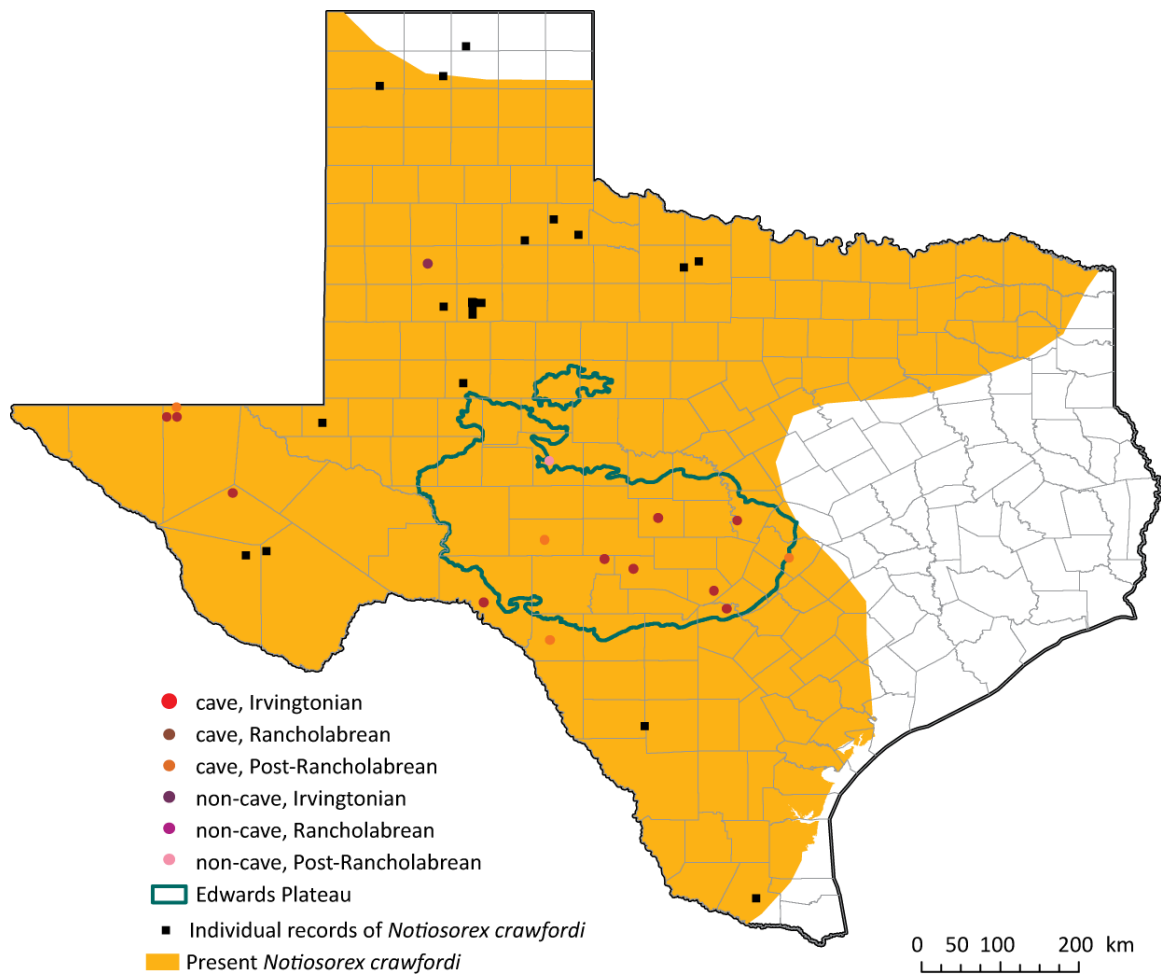 cave, Irvingtonian
cave, Rancholabrean
cave, Post-Rancholabrean
non-cave, Irvingtonian
non-cave, Rancholabrean
non-cave, Post-Rancholabrean
Edwards Plateau
Individual records of Notiosorex crawfordi
Present Notiosorex crawfordi
0 50 100 200 km